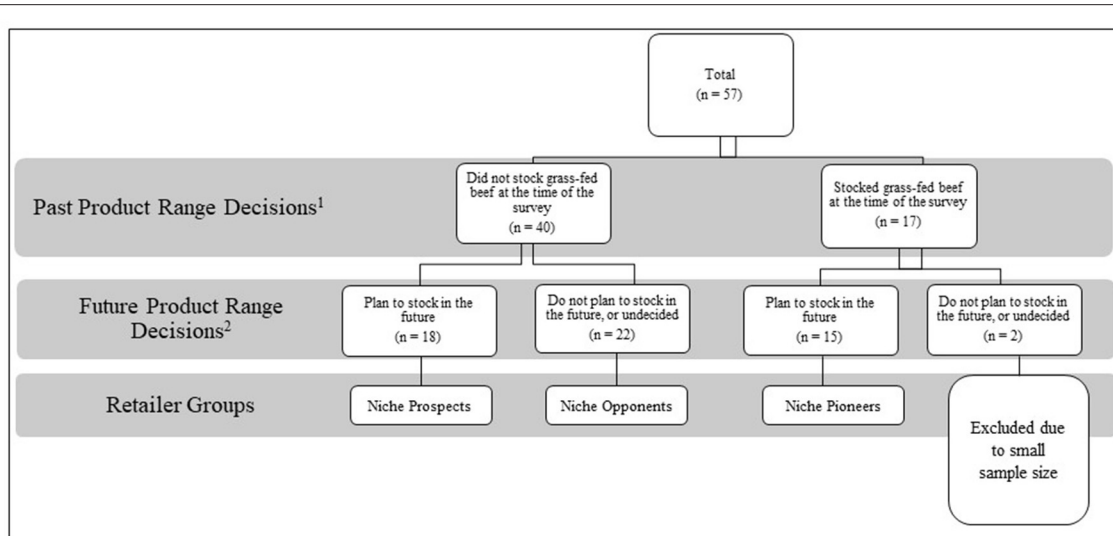 Total
(n = 57)
Past Product Range Decisions¹
Did not stock grass-fed
beef at the time of the
survey
(n = 40)
Stocked grass-fed beef
at the time of the survey
(n = 17)
Future Product Range
Decisions²
Plan to stock in the
future
(n = 18)
Do not plan to stock in
the future, or undecided
(n = 22)
Plan to stock in the
future
(n = 15)
Do not plan to stock in
the future, or undecided
(n = 2)
Retailer Groups
Niche Prospects
Niche Opponents
Niche Pioneers
Excluded due
to small
sample size